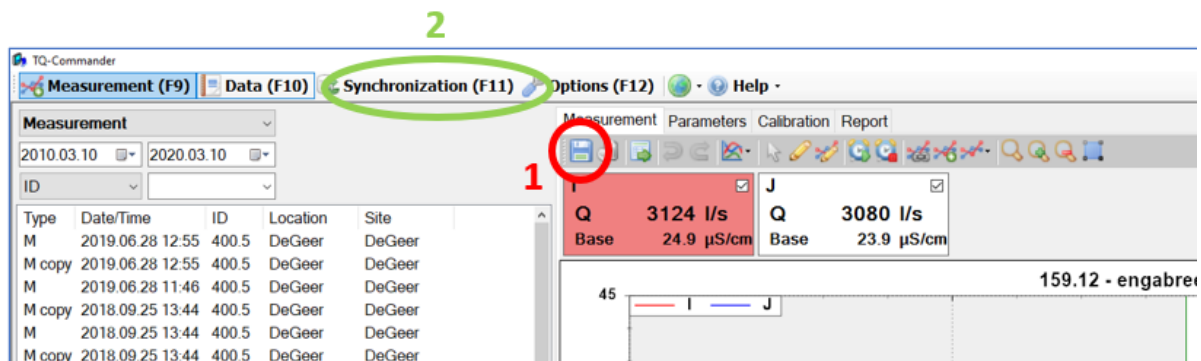 2
TQ-Commander
Measurement (F9) Data (F10) Synchronization (F11) Options (F12) Help
Measurement
2010.03.10 2020.03.10
ID
Type Date/Time ID Location Site
M 2019.06.28 12:55 400.5 DeGeer DeGeer
M copy 2019.06.28 12:55 400.5 DeGeer DeGeer
M 2019.06.28 11:46 400.5 DeGeer DeGeer
M copy 2018.09.25 13:44 400.5 DeGeer DeGeer
M 2018.09.25 13:44 400.5 DeGeer DeGeer
M copy 2018.09.25 13:44 400.5 DeGeer DeGeer
Measurement Parameters Calibration Report
1
I J
Q 3124 l/s Q 3080 l/s
Base 24.9 µS/cm Base 23.9 µS/cm
159.12 - engabree
45
I J